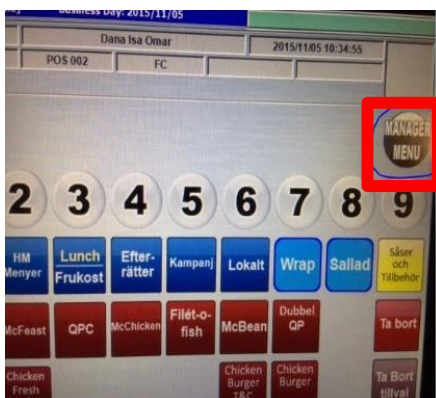 Business Day: 2015/11/05
Dana Isa Omar
2015/11/05 10:34:55
POS 002
FC
MANAGER
MENU
2 3 4 5 6 7 8 9
HM
Menyer
Lunch
Frukost
Efter-
rätter
Kampanj
Lokalt
Wrap
Sallad
Såser
och
Tillbehör
McFeast
QPC
McChicken
Filét-o-
fish
McBean
Dubbel
QP
Ta bort
Chicken
Fresh
Chicken
Burger
T&C
Chicken
Burger
Ta Bort
tillval